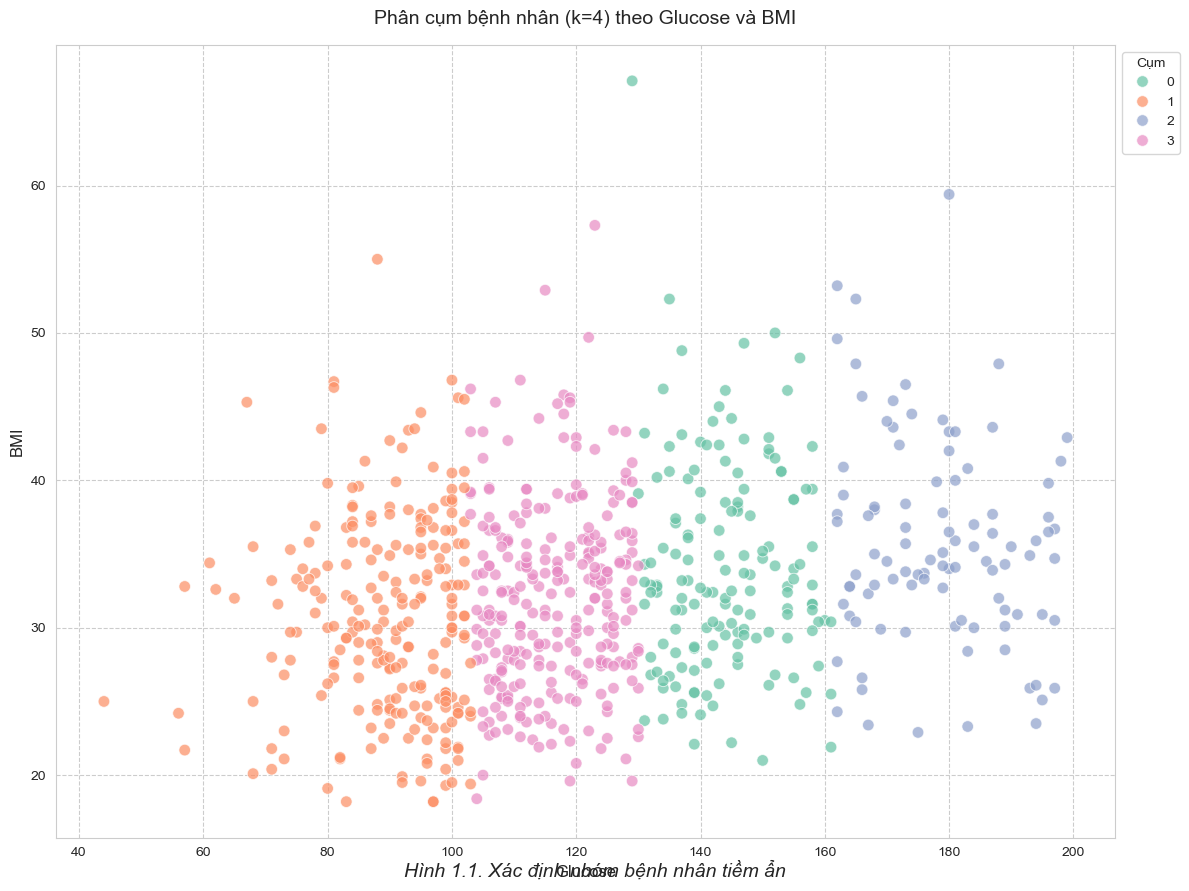 Phân cụm bệnh nhân (k=4) theo Glucose và BMI
Cụm
0
1
2
3
BMI
60
50
40
30
20
40 60 80 100 120 140 160 180 200
Glucose
Hình 1.1. Xác định nhóm bệnh nhân tiềm ẩn